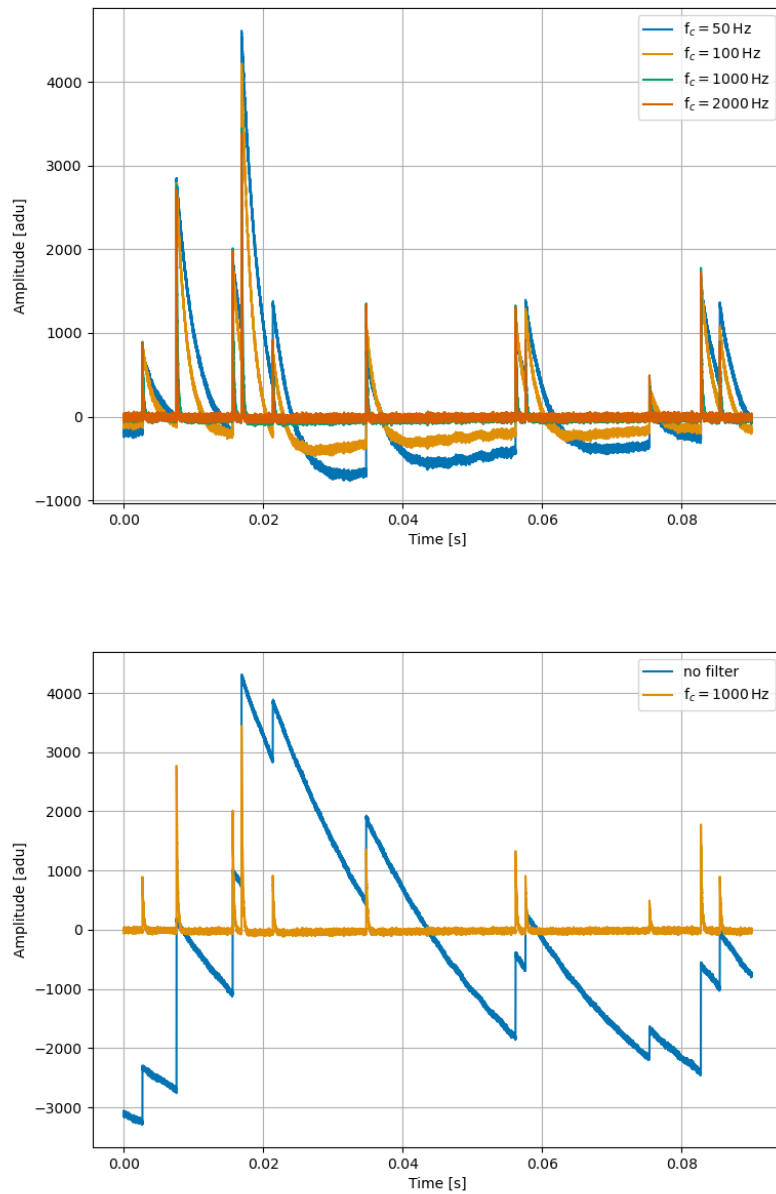 f_c = 50 Hz
f_c = 100 Hz
f_c = 1000 Hz
f_c = 2000 Hz
4000
3000
2000
1000
0
−1000
Amplitude [adu]
0.00 0.02 0.04 0.06 0.08
Time [s]
no filter
f_c = 1000 Hz
4000
3000
2000
1000
0
−1000
−2000
−3000
Amplitude [adu]
0.00 0.02 0.04 0.06 0.08
Time [s]